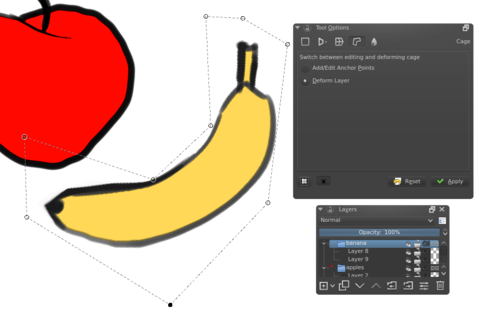 Tool Options
Cage
Switch between editing and deforming cage
Add/Edit Anchor Points
Deform Layer
Reset
Apply
Layers
Normal
Opacity: 100%
banana
Layer 8
Layer 9
apples
Layer 2